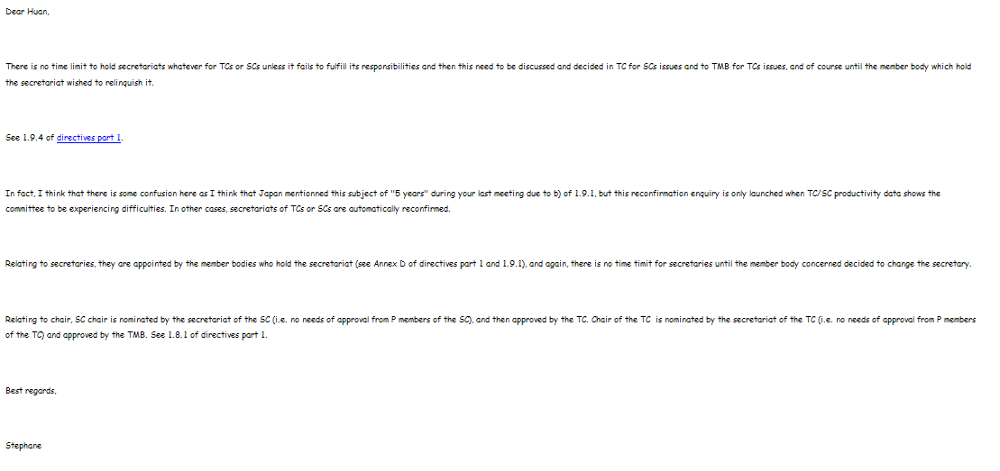 Dear Huan,
There is no time limit to hold secretariats whatever for TCs or SCs unless it fails to fulfill its responsibilities and then this need to be discussed and decided in TC for SCs issues and to TMB for TCs issues, and of course until the member body which hold
the secretariat wished to relinquish it.
See 1.9.4 of directives part 1.
In fact, I think that there is some confusion here as I think that Japan mentionned this subject of "5 years" during your last meeting due to b) of 1.9.1, but this reconfirmation enquiry is only launched when TC/SC productivity data shows the
committee to be experiencing difficulties. In other cases, secretariats of TCs or SCs are automatically reconfirmed.
Relating to secretaries, they are appointed by the member bodies who hold the secretariat (see Annex D of directives part 1 and 1.9.1), and again, there is no time timit for secretaries until the member body concerned decided to change the secretary.
Relating to chair, SC chair is nominated by the secretariat of the SC (i.e. no needs of approval from P members of the SC), and then approved by the TC. Chair of the TC  is nominated by the secretariat of the TC (i.e. no needs of approval from P members
of the TC) and approved by the TMB. See 1.8.1 of directives part 1.
Best regards,
Stephane